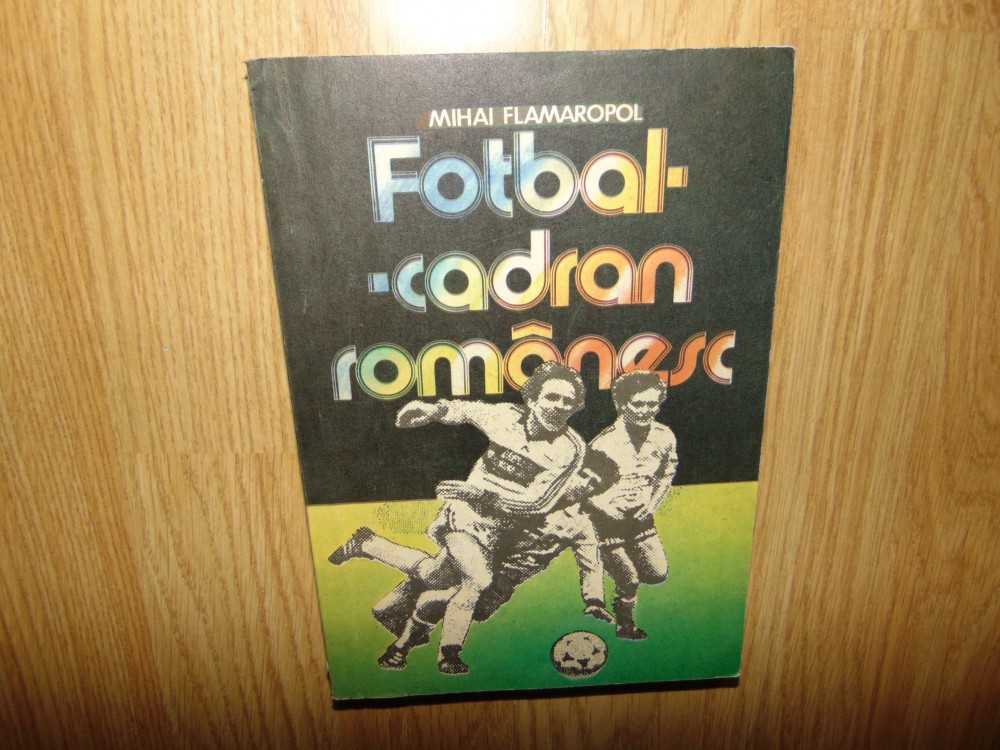 MIHAI FLAMAROPOL
Fotbal-
-cadran
românesc